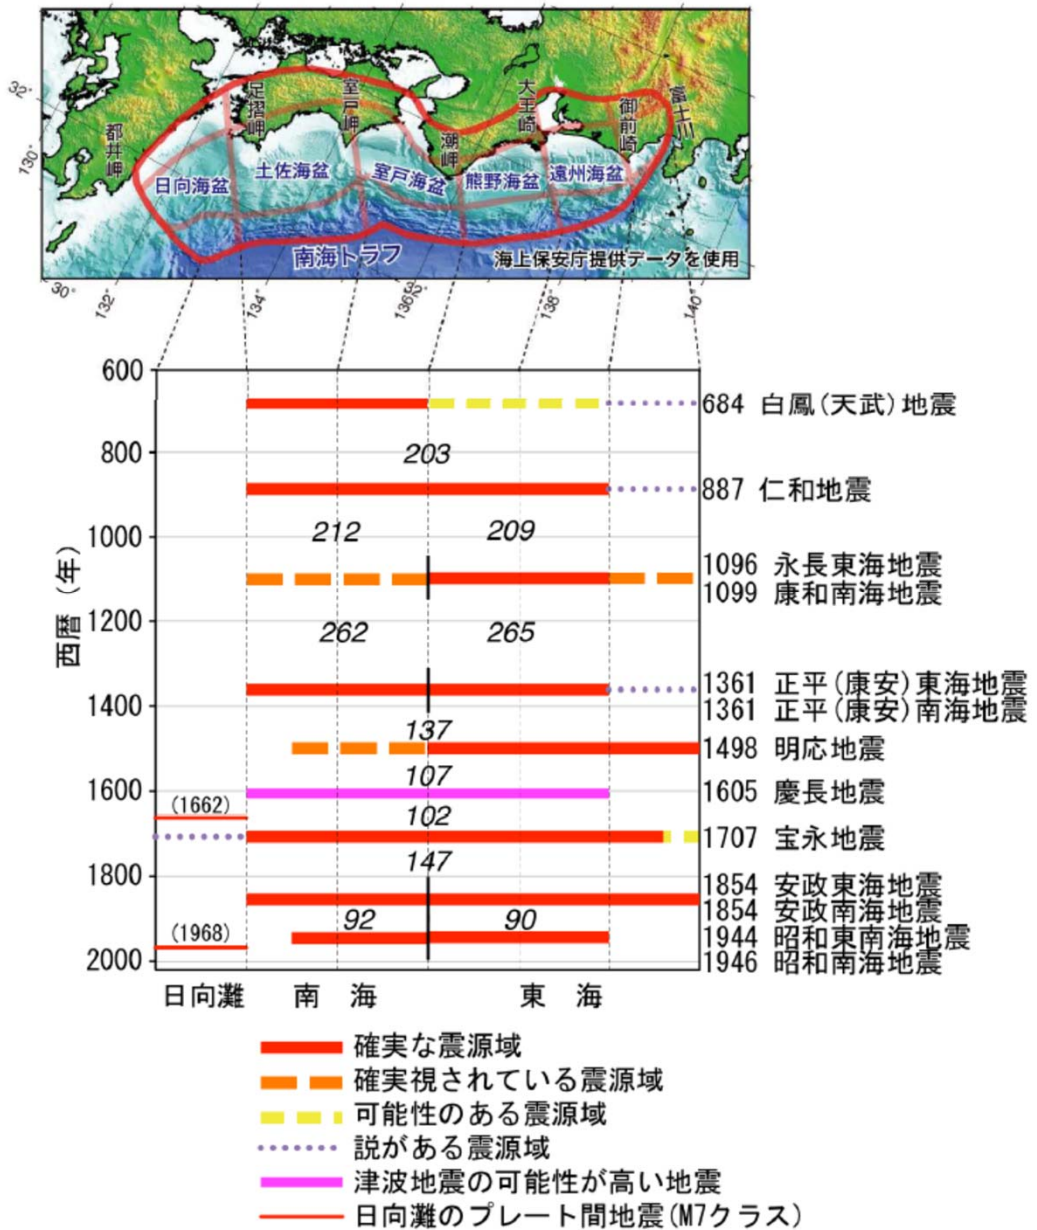 足摺岬
室戸岬
大王崎
御前崎
富士川
都井岬
潮岬
日向海盆
土佐海盆
室戸海盆
熊野海盆
遠州海盆
南海トラフ
海上保安庁提供データを使用
32°
130°
30°
132°
134°
136°
32°
138°
140°
西暦（年）
600
800
1000
1200
1400
1600
1800
2000
684 白鳳(天武)地震
203
887 仁和地震
212
209
1096 永長東海地震
1099 康和南海地震
262
265
1361 正平(康安)東海地震
1361 正平(康安)南海地震
137
1498 明応地震
107
1605 慶長地震
(1662)
102
1707 宝永地震
147
1854 安政東海地震
1854 安政南海地震
92
90
(1968)
1944 昭和東南海地震
1946 昭和南海地震
日向灘
南 海
東 海
確実な震源域
確実視されている震源域
可能性のある震源域
説がある震源域
津波地震の可能性が高い地震
日向灘のプレート間地震(M7クラス)